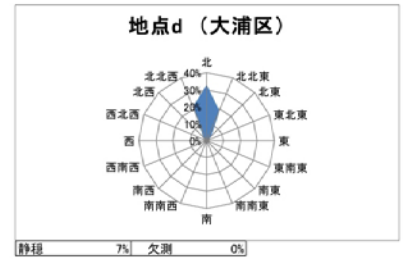 地点d （大浦区）
北
北北西
40%
北北東
北西
30%
北東
西北西
20%
東北東
10%
西
0%
東
西南西
東南東
南西
南東
南南西
南南東
南
静穏 7% 欠測 0%